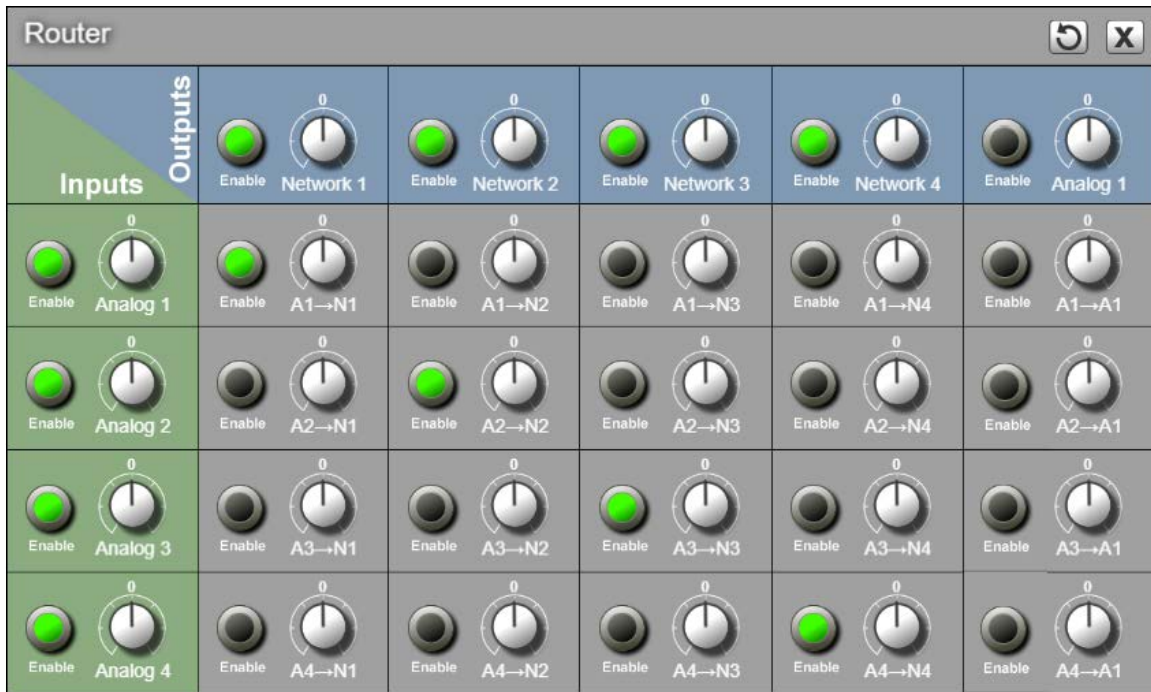 Router X
Outputs
Inputs
0 0 0 0 0
Enable Network 1 Enable Network 2 Enable Network 3 Enable Network 4 Enable Analog 1
0 0 0 0 0 0
Enable Analog 1 Enable A1→N1 Enable A1→N2 Enable A1→N3 Enable A1→N4 Enable A1→A1
0 0 0 0 0 0
Enable Analog 2 Enable A2→N1 Enable A2→N2 Enable A2→N3 Enable A2→N4 Enable A2→A1
0 0 0 0 0 0
Enable Analog 3 Enable A3→N1 Enable A3→N2 Enable A3→N3 Enable A3→N4 Enable A3→A1
0 0 0 0 0 0
Enable Analog 4 Enable A4→N1 Enable A4→N2 Enable A4→N3 Enable A4→N4 Enable A4→A1